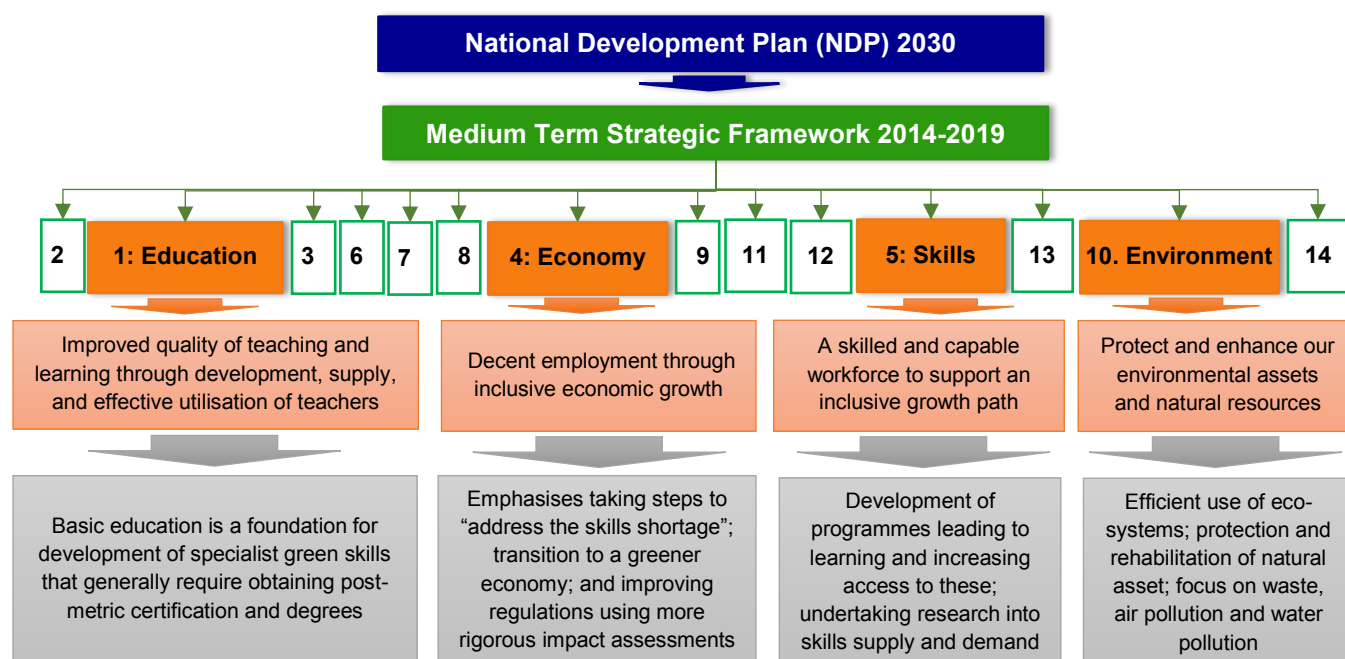 National Development Plan (NDP) 2030
Medium Term Strategic Framework 2014-2019
2
1: Education
3
6
7
8
4: Economy
9
11
12
5: Skills
13
10. Environment
14
Improved quality of teaching and
learning through development, supply,
and effective utilisation of teachers
Decent employment through
inclusive economic growth
A skilled and capable
workforce to support an
inclusive growth path
Protect and enhance our
environmental assets
and natural resources
Basic education is a foundation for
development of specialist green skills
that generally require obtaining post-
metric certification and degrees
Emphasises taking steps to
“address the skills shortage”;
transition to a greener
economy; and improving
regulations using more
rigorous impact assessments
Development of
programmes leading to
learning and increasing
access to these;
undertaking research into
skills supply and demand
Efficient use of eco-
systems; protection and
rehabilitation of natural
asset; focus on waste,
air pollution and water
pollution